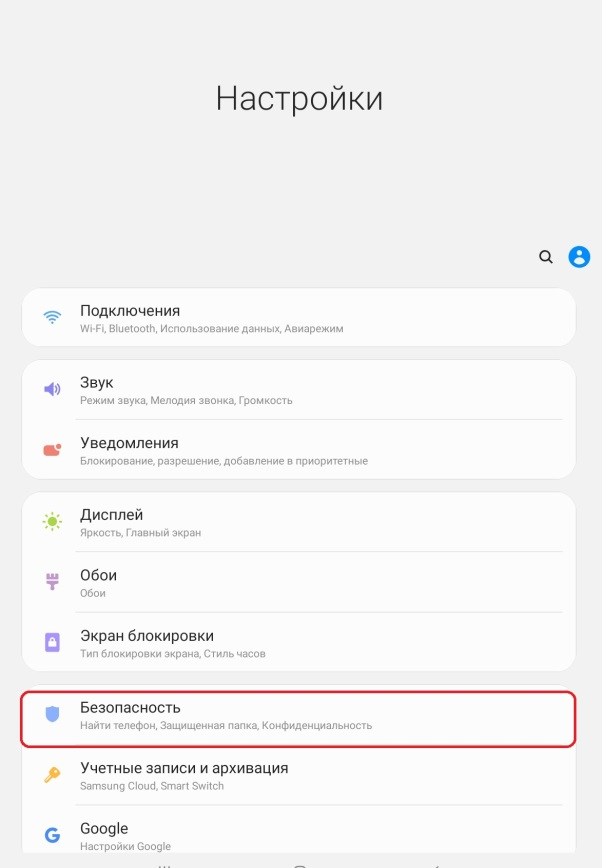 Настройки
Подключения
Wi-Fi, Bluetooth, Использование данных, Авиарежим
Звук
Режим звука, Мелодия звонка, Громкость
Уведомления
Блокирование, разрешение, добавление в приоритетные
Дисплей
Яркость, Главный экран
Обои
Обои
Экран блокировки
Тип блокировки экрана, Стиль часов
Безопасность
Найти телефон, Защищенная папка, Конфиденциальность
Учетные записи и архивация
Samsung Cloud, Smart Switch
Google
Настройки Google